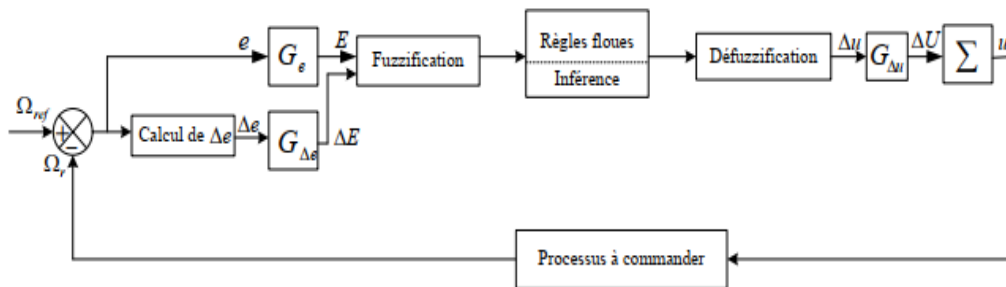 Ω_ref
+
−
Ω_r
e
G_e
E
Calcul de Δe
Δe
G_Δe
ΔE
Fuzzification
Règles floues
Inférence
Défuzzification
Δu
G_Δu
ΔU
Σ
u
Processus à commander